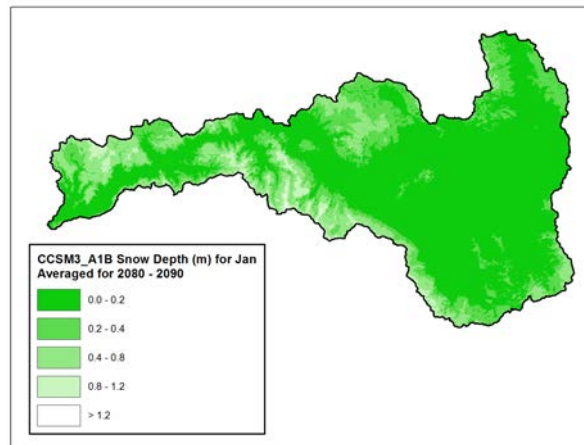 CCSM3_A1B Snow Depth (m) for Jan
Averaged for 2080 - 2090
0.0 - 0.2
0.2 - 0.4
0.4 - 0.8
0.8 - 1.2
> 1.2